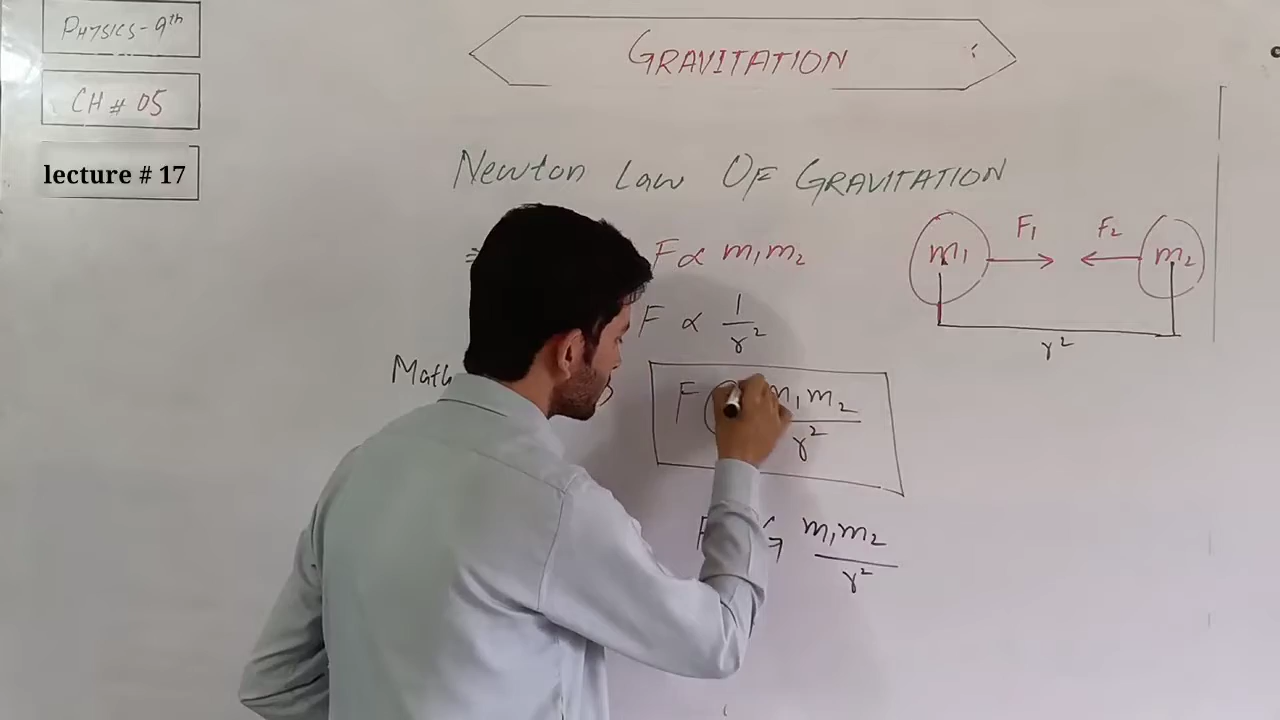 PHYSICS-9th
CH # 05
lecture # 17
GRAVITATION
Newton Law OF GRAVITATION
F ∝ m₁m₂
F ∝ 1/r²
Math
F m₁m₂/r²
F G m₁m₂/r²
m₁ F₁ F₂ m₂
r²